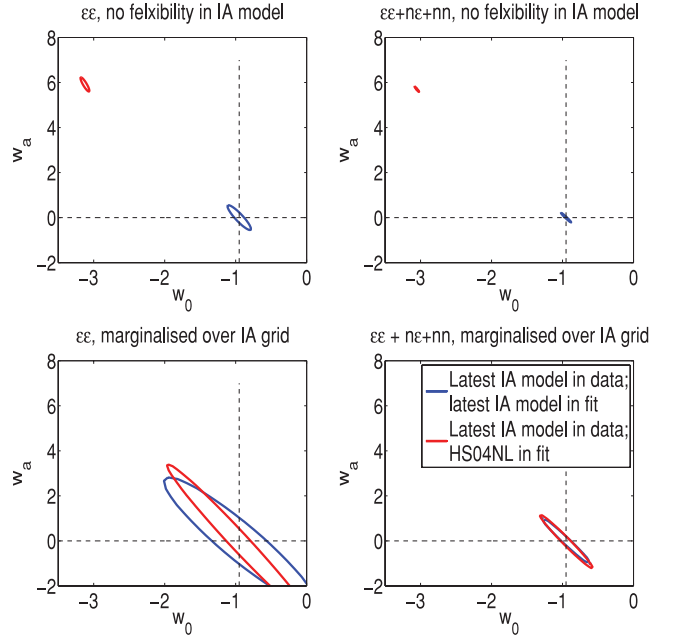 εε, no felxibility in IA model
8
6
4
2
0
−2
w_a
−3
−2
−1
0
w_0
εε+nε+nn, no felxibility in IA model
8
6
4
2
0
−2
w_a
−3
−2
−1
0
w_0
εε, marginalised over IA grid
8
6
4
2
0
−2
w_a
−3
−2
−1
0
w_0
εε + nε+nn, marginalised over IA grid
8
6
4
2
0
−2
w_a
Latest IA model in data;
latest IA model in fit
Latest IA model in data;
HS04NL in fit
−3
−2
−1
0
w_0